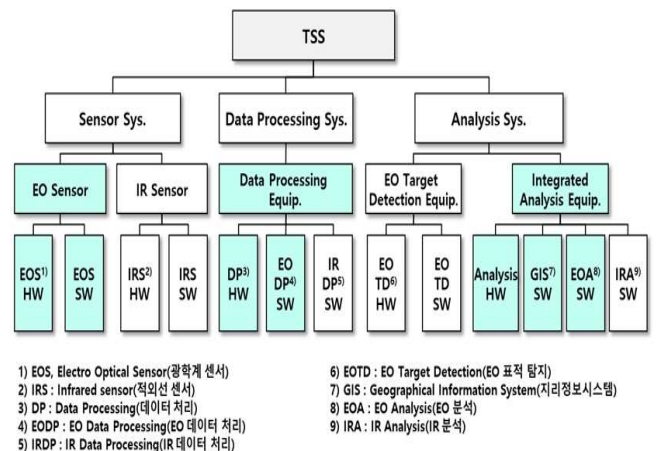 TSS
Sensor Sys.
Data Processing Sys.
Analysis Sys.
EO Sensor
IR Sensor
Data Processing
Equip.
EO Target
Detection Equip.
Integrated
Analysis Equip.
EOS1)
HW
EOS
SW
IRS2)
HW
IRS
SW
DP3)
HW
EO
DP4)
SW
IR
DP5)
SW
EO
TD6)
HW
EO
TD
SW
Analysis
HW
GIS7)
SW
EOA8)
SW
IRA9)
SW
1) EOS, Electro Optical Sensor(광학계 센서)
2) IRS : Infrared sensor(적외선 센서)
3) DP : Data Processing(데이터 처리)
4) EODP : EO Data Processing(EO 데이터 처리)
5) IRDP : IR Data Processing(IR 데이터 처리)
6) EOTD : EO Target Detection(EO 표적 탐지)
7) GIS : Geographical Information System(지리정보시스템)
8) EOA : EO Analysis(EO 분석)
9) IRA : IR Analysis(IR 분석)